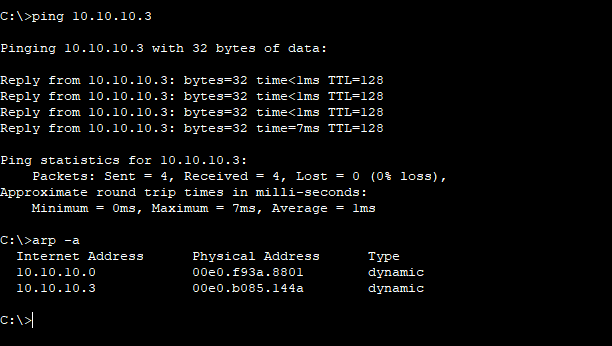 C:\>ping 10.10.10.3
Pinging 10.10.10.3 with 32 bytes of data:
Reply from 10.10.10.3: bytes=32 time<1ms TTL=128
Reply from 10.10.10.3: bytes=32 time<1ms TTL=128
Reply from 10.10.10.3: bytes=32 time<1ms TTL=128
Reply from 10.10.10.3: bytes=32 time=7ms TTL=128
Ping statistics for 10.10.10.3:
    Packets: Sent = 4, Received = 4, Lost = 0 (0% loss),
Approximate round trip times in milli-seconds:
    Minimum = 0ms, Maximum = 7ms, Average = 1ms
C:\>arp -a
  Internet Address      Physical Address      Type
  10.10.10.0            00e0.f93a.8801        dynamic
  10.10.10.3            00e0.b085.144a        dynamic
C:\>